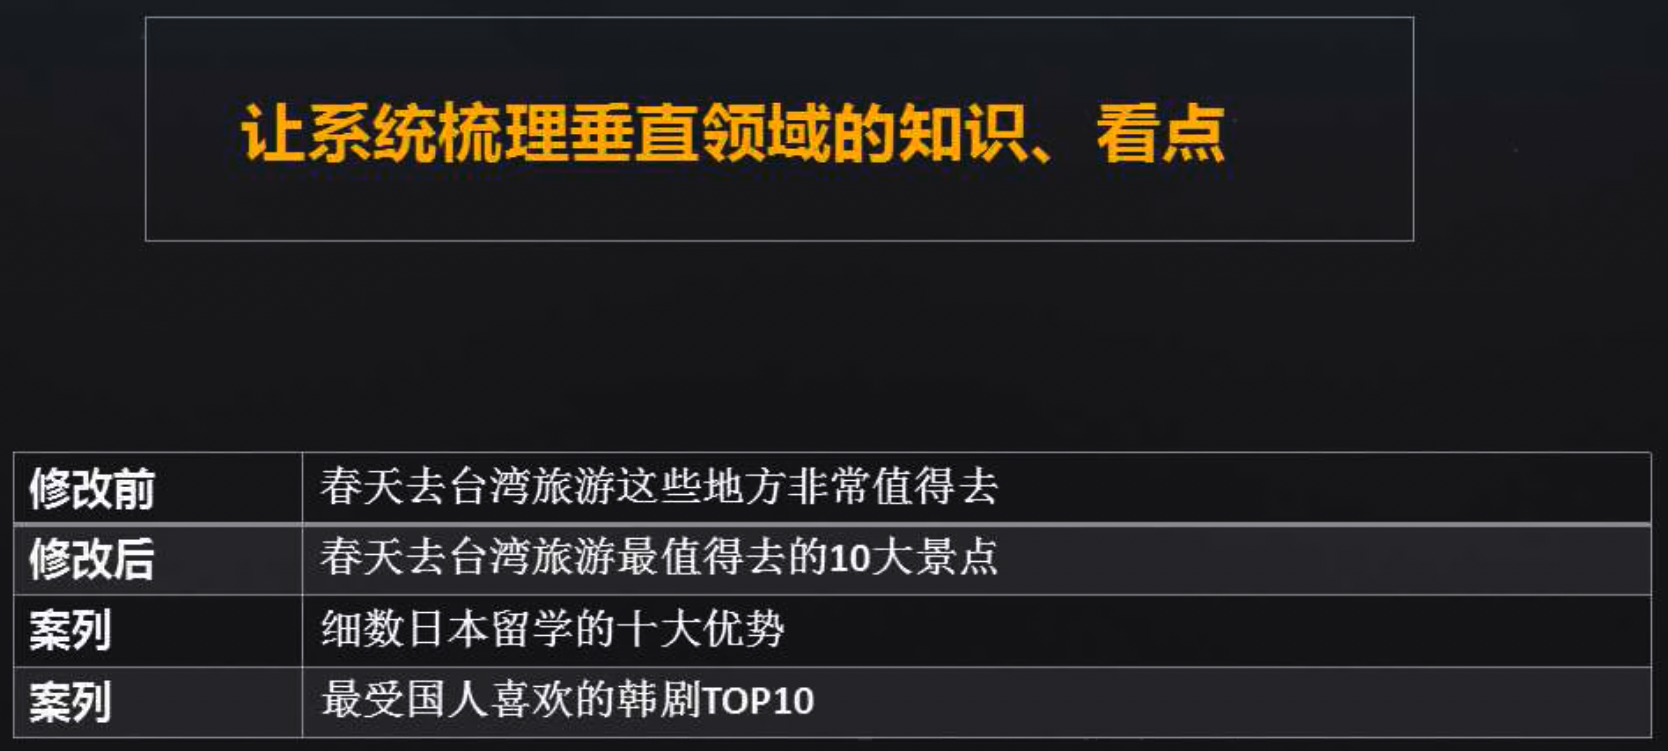 让系统梳理垂直领域的知识、看点
修改前 春天去台湾旅游这些地方非常值得去
修改后 春天去台湾旅游最值得去的10大景点
案列 细数日本留学的十大优势
案列 最受国人喜欢的韩剧TOP10